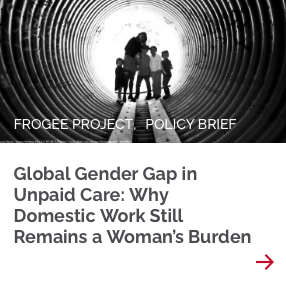 FROGEE PROJECT, POLICY BRIEF
Global Gender Gap in
Unpaid Care: Why
Domestic Work Still
Remains a Woman's Burden